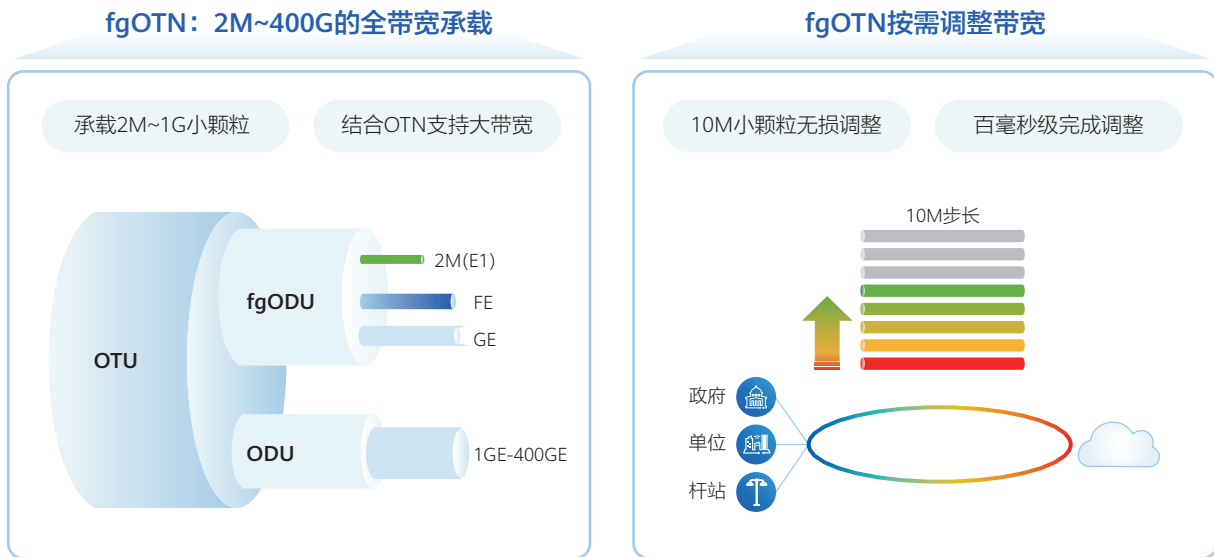 fgOTN：2M~400G的全带宽承载
承载2M~1G小颗粒
结合OTN支持大带宽
OTU
fgODU
2M(E1)
FE
GE
ODU
1GE-400GE
fgOTN按需调整带宽
10M小颗粒无损调整
百毫秒级完成调整
10M步长
政府
单位
杆站